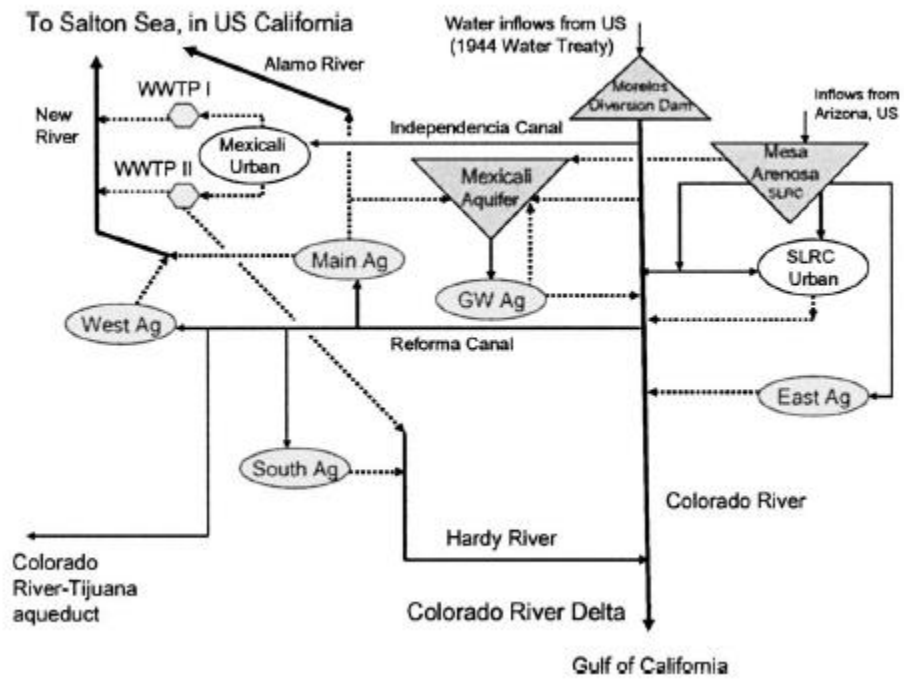 To Salton Sea, in US California
Water inflows from US
(1944 Water Treaty)
Alamo River
WWTP I
New
River
Morelos
Diversion Dam
Inflows from
Arizona, US
Independencia Canal
Mexicali
Urban
Mesa
Arenosa
SLRC
WWTP II
Mexicali
Aquifer
Main Ag
SLRC
Urban
GW Ag
West Ag
Reforma Canal
East Ag
South Ag
Colorado River
Hardy River
Colorado
River-Tijuana
aqueduct
Colorado River Delta
Gulf of California